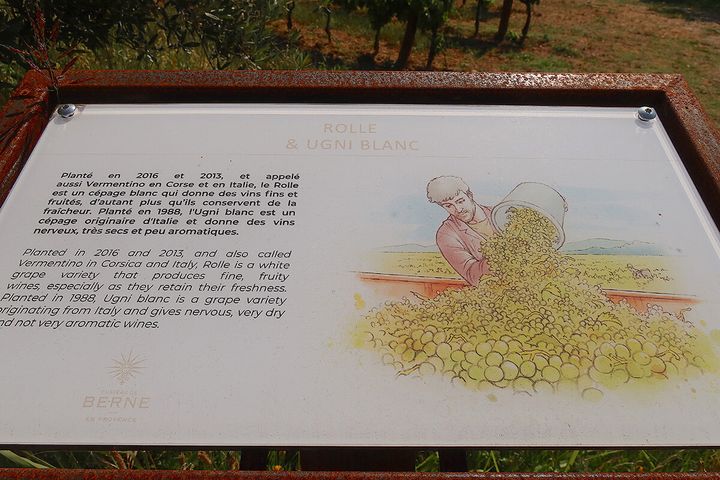 ROLLE
& UGNI BLANC
Planté en 2016 et 2013, et appelé
aussi Vermentino en Corse et en Italie, le Rolle
est un cépage blanc qui donne des vins fins et
fruités, d'autant plus qu'ils conservent de la
fraîcheur. Planté en 1988, l'Ugni blanc est un
cépage originaire d'Italie et donne des vins
nerveux, très secs et peu aromatiques.
Planted in 2016 and 2013, and also called
Vermentino in Corsica and Italy, Rolle is a white
grape variety that produces fine, fruity
wines, especially as they retain their freshness.
Planted in 1988, Ugni blanc is a grape variety
originating from Italy and gives nervous, very dry
and not very aromatic wines.
BERNE
EN PROVENCE